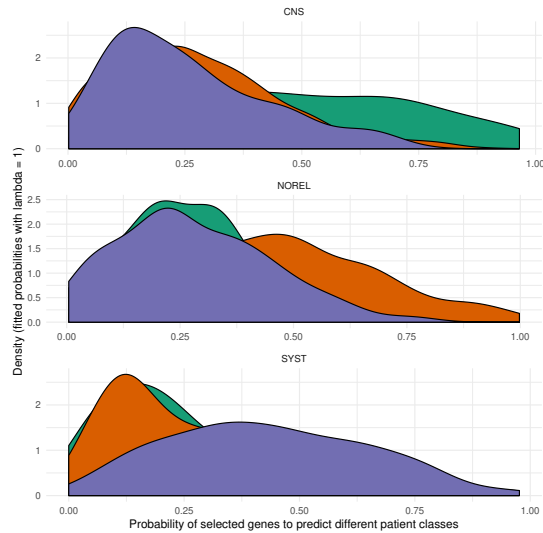 CNS
2
1
0
0.00 0.25 0.50 0.75 1.00
NOREL
2.5
2.0
1.5
1.0
0.5
0.0
0.00 0.25 0.50 0.75 1.00
SYST
2
1
0
0.00 0.25 0.50 0.75 1.00
Density (fitted probabilities with lambda = 1)
Probability of selected genes to predict different patient classes